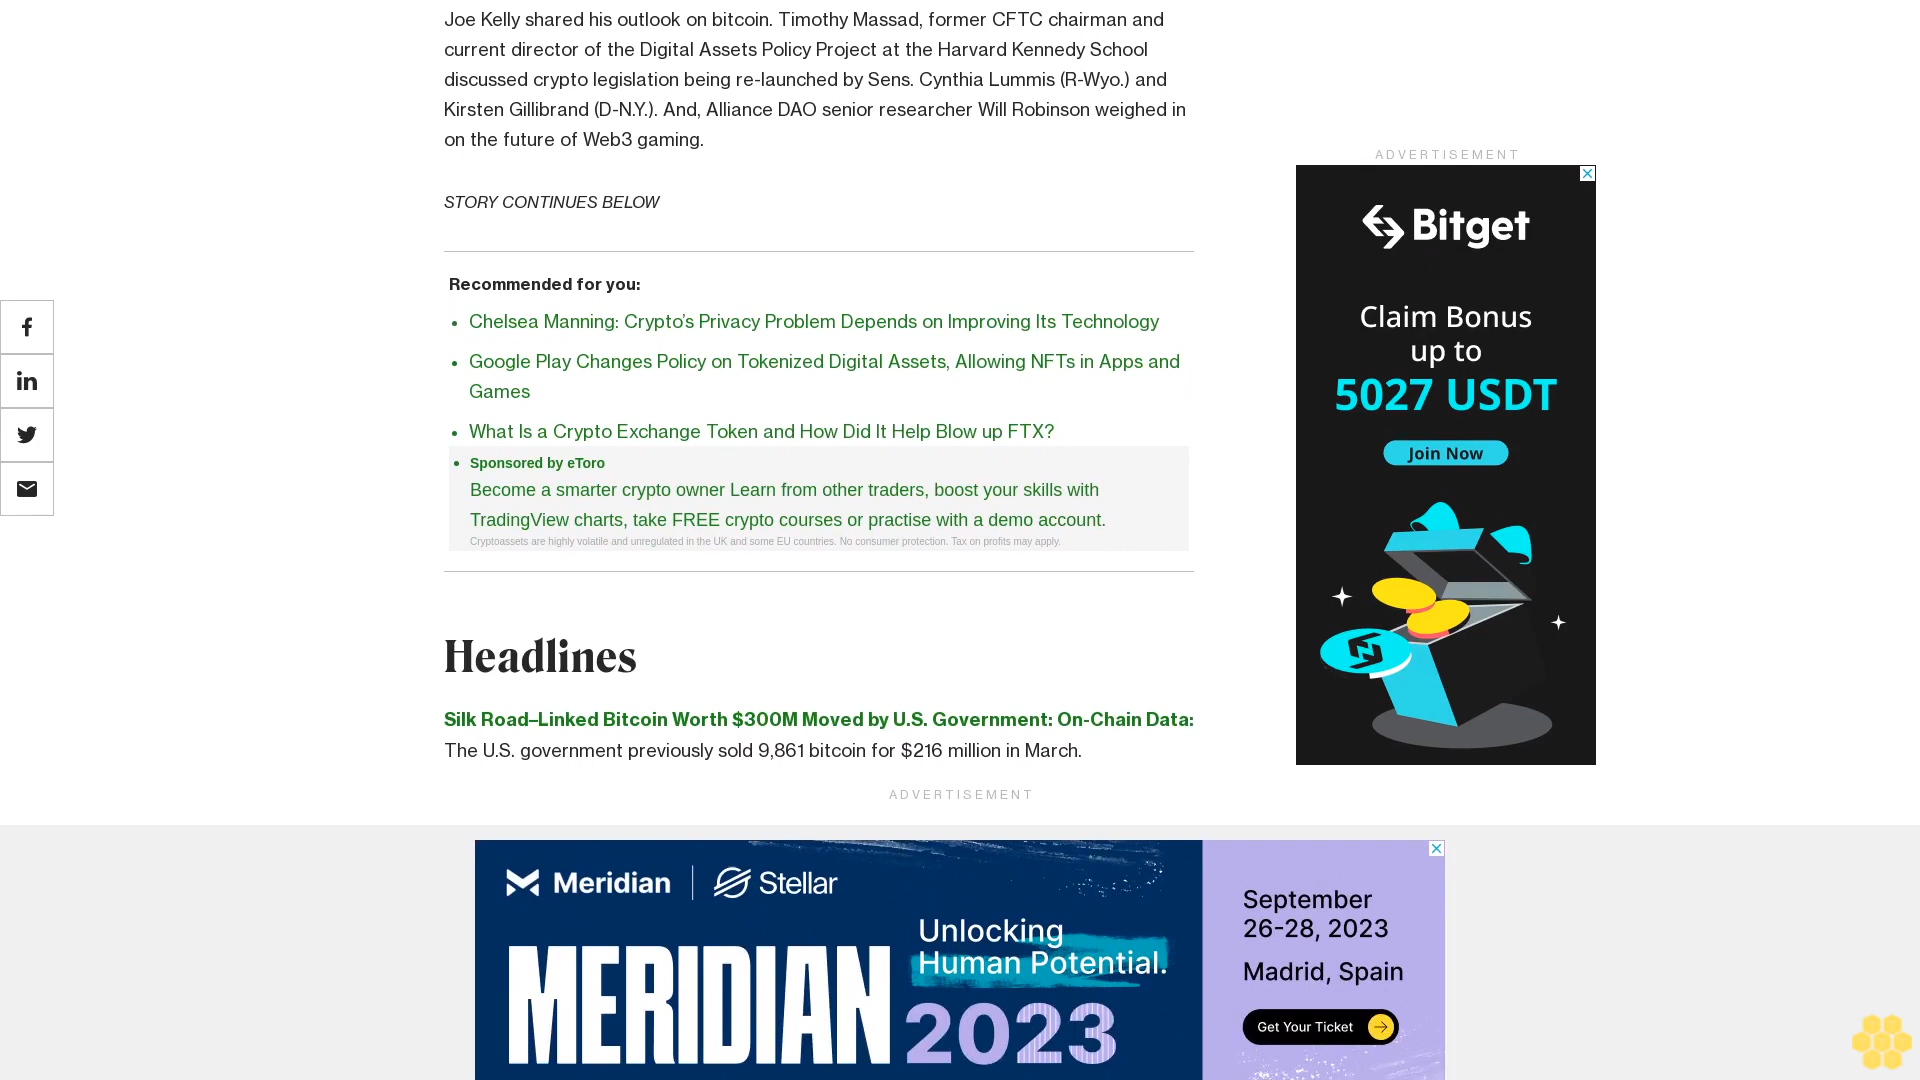 Joe Kelly shared his outlook on bitcoin. Timothy Massad, former CFTC chairman and
current director of the Digital Assets Policy Project at the Harvard Kennedy School
discussed crypto legislation being re-launched by Sens. Cynthia Lummis (R-Wyo.) and
Kirsten Gillibrand (D-N.Y.). And, Alliance DAO senior researcher Will Robinson weighed in
on the future of Web3 gaming.
STORY CONTINUES BELOW
Recommended for you:
• Chelsea Manning: Crypto’s Privacy Problem Depends on Improving Its Technology
• Google Play Changes Policy on Tokenized Digital Assets, Allowing NFTs in Apps and
Games
• What Is a Crypto Exchange Token and How Did It Help Blow up FTX?
• Sponsored by eToro
Become a smarter crypto owner Learn from other traders, boost your skills with
TradingView charts, take FREE crypto courses or practise with a demo account.
Cryptoassets are highly volatile and unregulated in the UK and some EU countries. No consumer protection. Tax on profits may apply.
Headlines
Silk Road–Linked Bitcoin Worth $300M Moved by U.S. Government: On-Chain Data:
The U.S. government previously sold 9,861 bitcoin for $216 million in March.
ADVERTISEMENT
Bitget
Claim Bonus
up to
5027 USDT
Join Now
ADVERTISEMENT
Meridian | Stellar
MERIDIAN
Unlocking
Human Potential.
2023
September
26-28, 2023
Madrid, Spain
Get Your Ticket